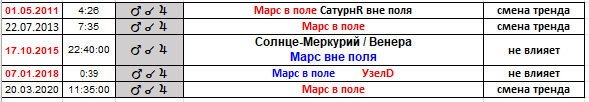 01.05.2011 4:26 ♂ ☌ ♃ Марс в поле СатурнR вне поля смена тренда
22.07.2013 7:35 ♂ ☌ ♃ Марс в поле смена тренда
17.10.2015 22:40:00 ♂ ☌ ♃ Солнце-Меркурий / Венера не влияет
Марс вне поля
07.01.2018 0:39 ♂ ☌ ♃ Марс в поле УзелD не влияет
20.03.2020 11:35:00 ♂ ☌ ♃ Марс в поле смена тренда